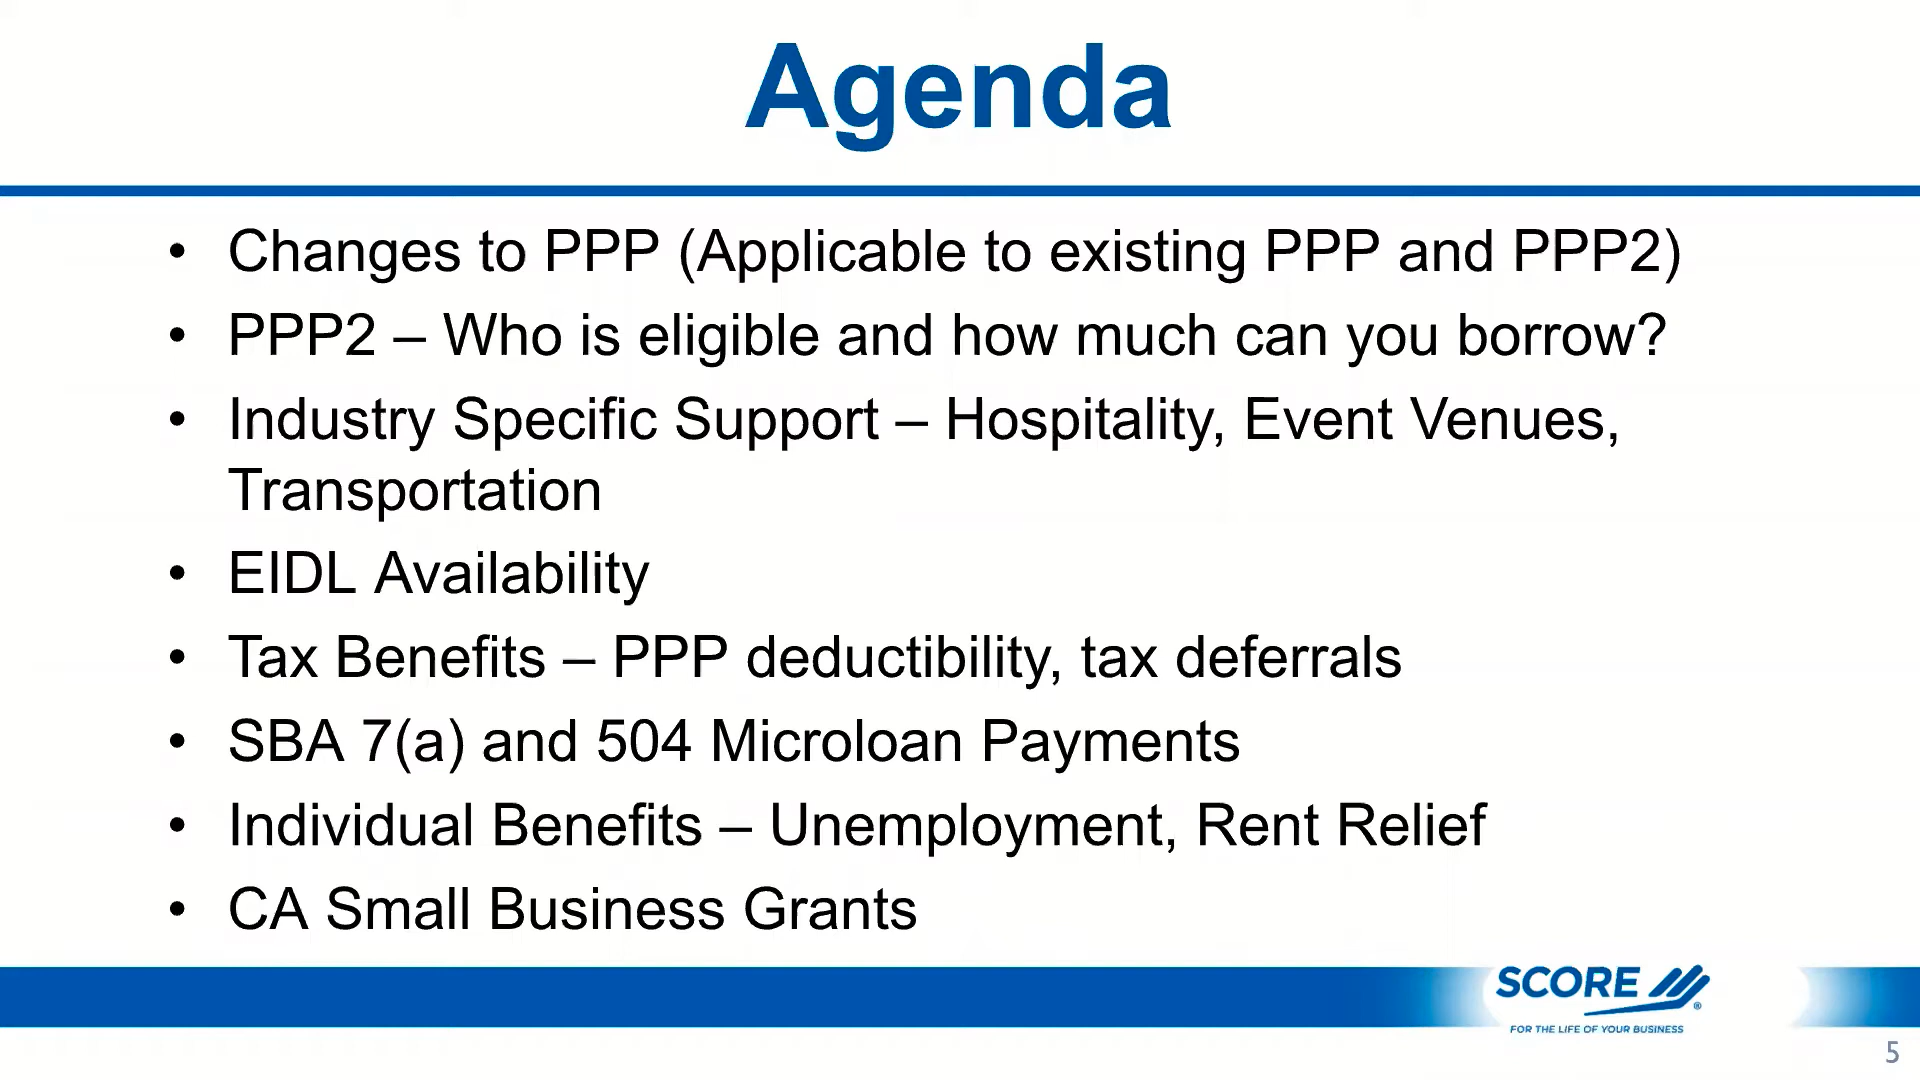 Agenda
• Changes to PPP (Applicable to existing PPP and PPP2)
• PPP2 – Who is eligible and how much can you borrow?
• Industry Specific Support – Hospitality, Event Venues,
Transportation
• EIDL Availability
• Tax Benefits – PPP deductibility, tax deferrals
• SBA 7(a) and 504 Microloan Payments
• Individual Benefits – Unemployment, Rent Relief
• CA Small Business Grants
SCORE ®
FOR THE LIFE OF YOUR BUSINESS
5